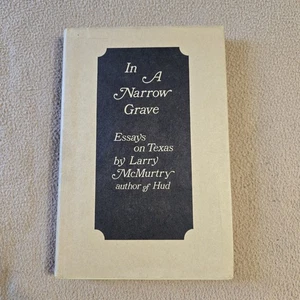 In
A
Narrow
Grave
Essays
on Texas
by Larry
McMurtry
author of Hud